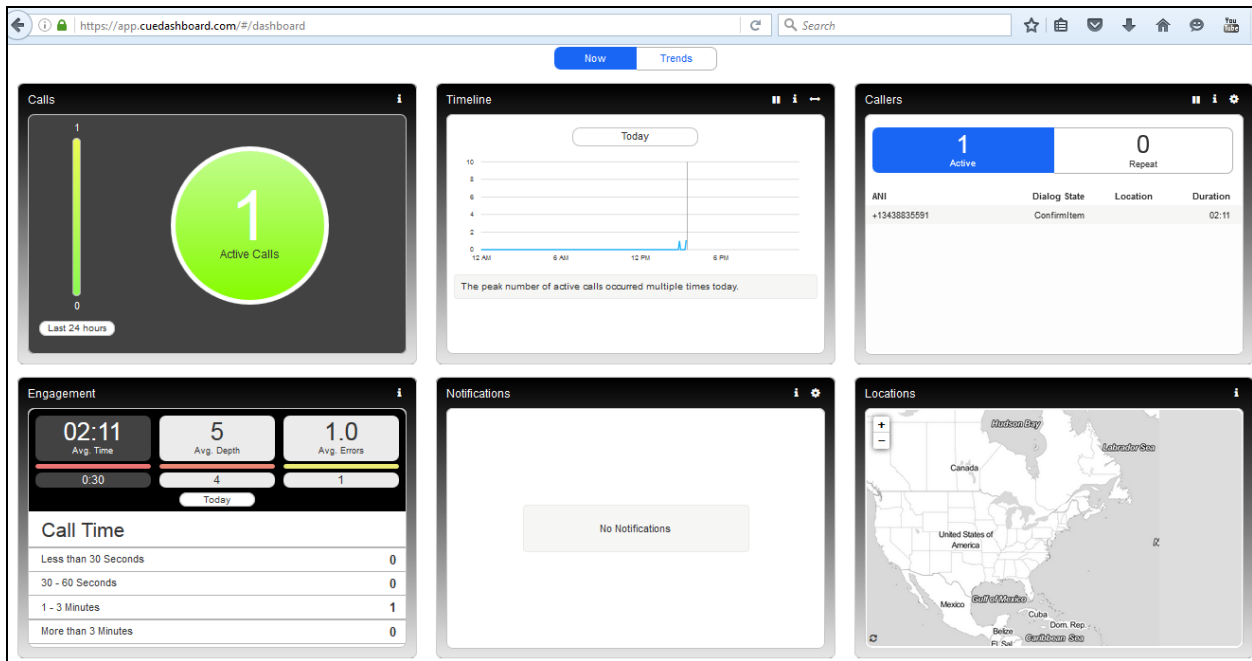 https://app.cuedashboard.com/#/dashboard
Search
You
Tube
Now
Trends
Calls
1
1
Active Calls
0
Last 24 hours
Timeline
Today
10
8
6
4
2
0
12 AM
6 AM
12 PM
6 PM
The peak number of active calls occurred multiple times today.
Callers
1
Active
0
Repeat
ANI Dialog State Location Duration
+13438835591 ConfirmItem 02:11
Engagement
02:11
Avg. Time
5
Avg. Depth
1.0
Avg. Errors
0:30
4
1
Today
Call Time
Less than 30 Seconds 0
30 - 60 Seconds 0
1 - 3 Minutes 1
More than 3 Minutes 0
Notifications
No Notifications
Locations
+
−
Hudson Bay
Labrador Sea
Canada
United States of
America
Mexico
Gulf of Mexico
Cuba
Dom. Rep.
Belize
Caribbean Sea
El Sal